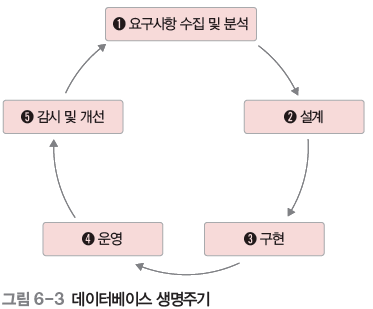 ❶ 요구사항 수집 및 분석
❷ 설계
❸ 구현
❹ 운영
❺ 감시 및 개선
그림 6-3 데이터베이스 생명주기